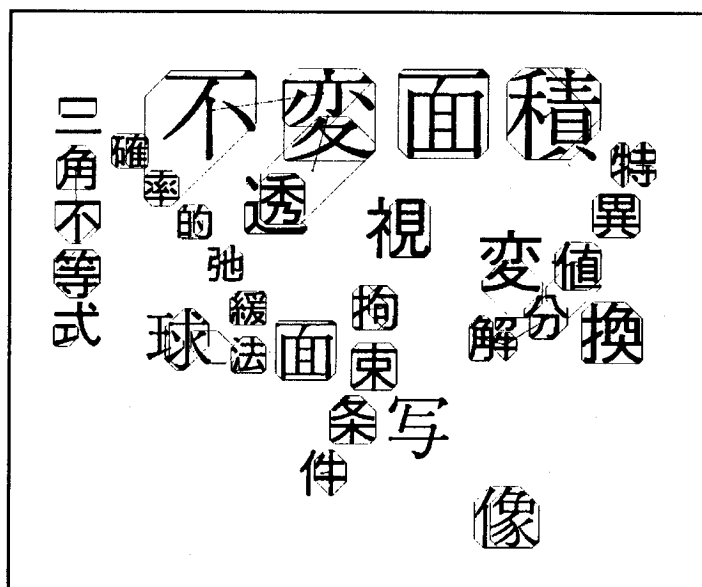 不変面積
三角不等式
確率的弛緩法
透視変換
特異値分解
球面写像
拘束条件